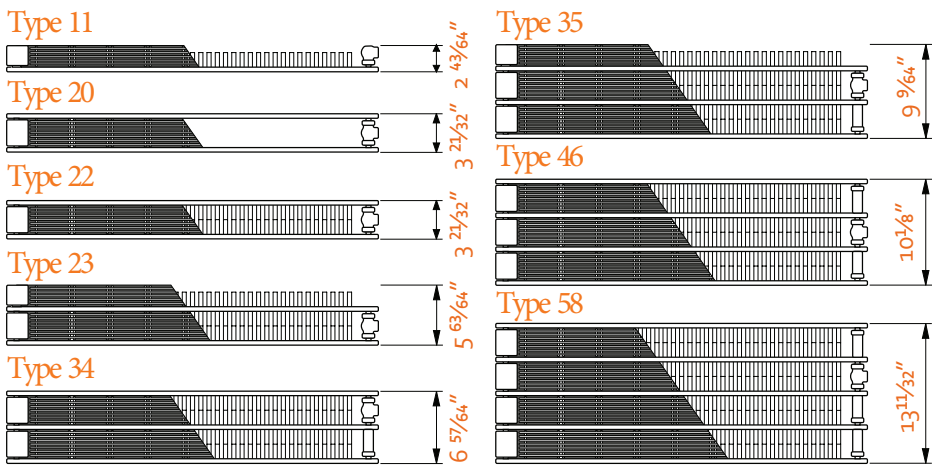 Type 11
2 43/64"
Type 20
3 21/32"
Type 22
3 21/32"
Type 23
5 63/64"
Type 34
6 57/64"
Type 35
9 9/64"
Type 46
10 1/8"
Type 58
13 11/32"